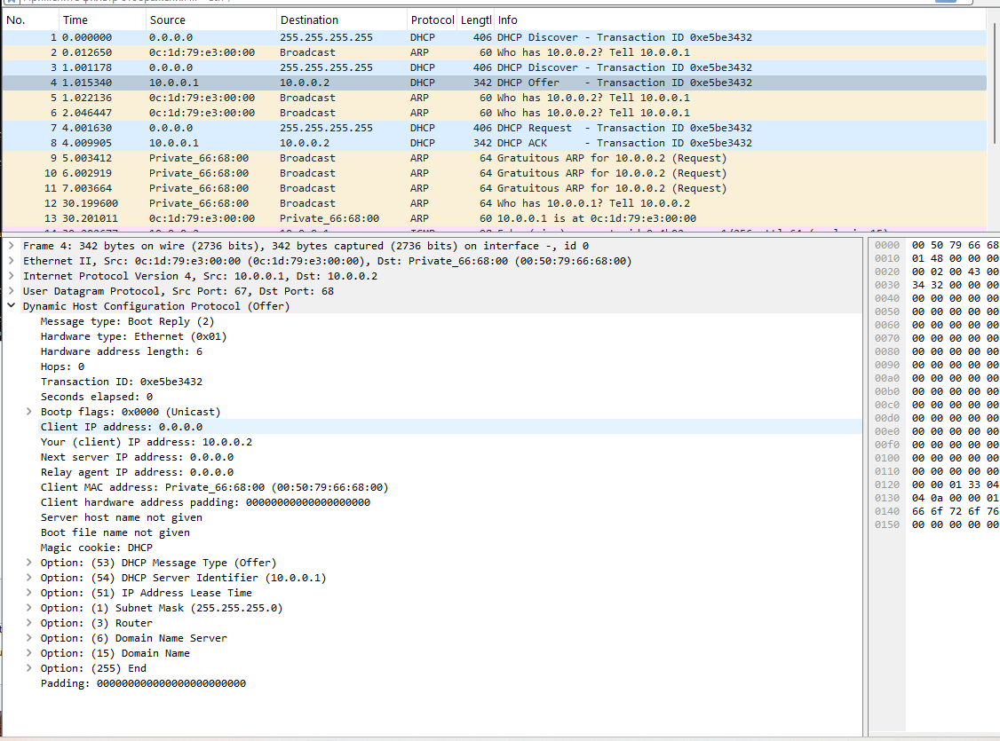 No. Time Source Destination Protocol Lengtl Info
1 0.000000 0.0.0.0 255.255.255.255 DHCP 406 DHCP Discover - Transaction ID 0xe5be3432
2 0.012650 0c:1d:79:e3:00:00 Broadcast ARP 60 Who has 10.0.0.2? Tell 10.0.0.1
3 1.001178 0.0.0.0 255.255.255.255 DHCP 406 DHCP Discover - Transaction ID 0xe5be3432
4 1.015340 10.0.0.1 10.0.0.2 DHCP 342 DHCP Offer - Transaction ID 0xe5be3432
5 1.022136 0c:1d:79:e3:00:00 Broadcast ARP 60 Who has 10.0.0.2? Tell 10.0.0.1
6 2.046447 0c:1d:79:e3:00:00 Broadcast ARP 60 Who has 10.0.0.2? Tell 10.0.0.1
7 4.001630 0.0.0.0 255.255.255.255 DHCP 406 DHCP Request - Transaction ID 0xe5be3432
8 4.009905 10.0.0.1 10.0.0.2 DHCP 342 DHCP ACK - Transaction ID 0xe5be3432
9 5.003412 Private_66:68:00 Broadcast ARP 64 Gratuitous ARP for 10.0.0.2 (Request)
10 6.002919 Private_66:68:00 Broadcast ARP 64 Gratuitous ARP for 10.0.0.2 (Request)
11 7.003664 Private_66:68:00 Broadcast ARP 64 Gratuitous ARP for 10.0.0.2 (Request)
12 30.199600 Private_66:68:00 Broadcast ARP 64 Who has 10.0.0.1? Tell 10.0.0.2
13 30.201011 0c:1d:79:e3:00:00 Private_66:68:00 ARP 60 10.0.0.1 is at 0c:1d:79:e3:00:00
Frame 4: 342 bytes on wire (2736 bits), 342 bytes captured (2736 bits) on interface -, id 0
Ethernet II, Src: 0c:1d:79:e3:00:00 (0c:1d:79:e3:00:00), Dst: Private_66:68:00 (00:50:79:66:68:00)
Internet Protocol Version 4, Src: 10.0.0.1, Dst: 10.0.0.2
User Datagram Protocol, Src Port: 67, Dst Port: 68
Dynamic Host Configuration Protocol (Offer)
Message type: Boot Reply (2)
Hardware type: Ethernet (0x01)
Hardware address length: 6
Hops: 0
Transaction ID: 0xe5be3432
Seconds elapsed: 0
Bootp flags: 0x0000 (Unicast)
Client IP address: 0.0.0.0
Your (client) IP address: 10.0.0.2
Next server IP address: 0.0.0.0
Relay agent IP address: 0.0.0.0
Client MAC address: Private_66:68:00 (00:50:79:66:68:00)
Client hardware address padding: 00000000000000000000
Server host name not given
Boot file name not given
Magic cookie: DHCP
Option: (53) DHCP Message Type (Offer)
Option: (54) DHCP Server Identifier (10.0.0.1)
Option: (51) IP Address Lease Time
Option: (1) Subnet Mask (255.255.255.0)
Option: (3) Router
Option: (6) Domain Name Server
Option: (15) Domain Name
Option: (255) End
Padding: 000000000000000000000000
0000 00 50 79 66 68
0010 01 48 00 00 00
0020 00 02 00 43 00
0030 34 32 00 00 00
0040 00 00 00 00 00
0050 00 00 00 00 00
0060 00 00 00 00 00
0070 00 00 00 00 00
0080 00 00 00 00 00
0090 00 00 00 00 00
00a0 00 00 00 00 00
00b0 00 00 00 00 00
00c0 00 00 00 00 00
00d0 00 00 00 00 00
00e0 00 00 00 00 00
00f0 00 00 00 00 00
0100 00 00 00 00 00
0110 00 00 00 00 00
0120 00 00 01 33 04
0130 04 0a 00 00 01
0140 66 6f 72 6f 76
0150 00 00 00 00 00